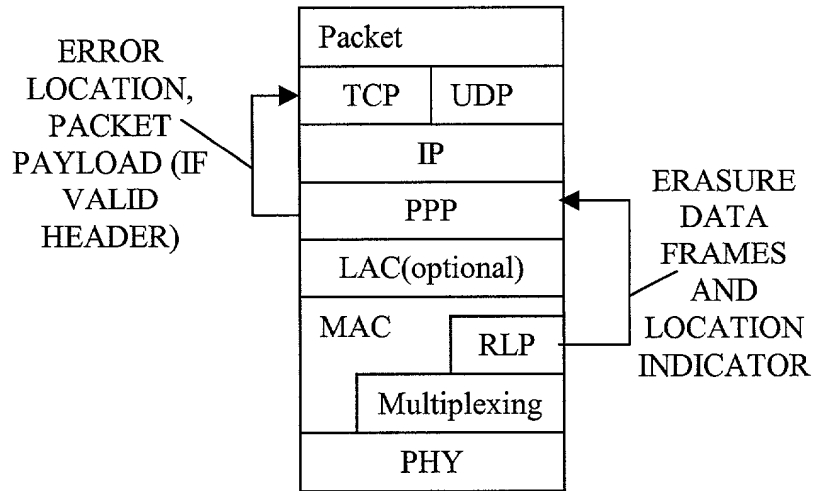 Packet
TCP
UDP
IP
PPP
LAC(optional)
MAC
RLP
Multiplexing
PHY
ERROR
LOCATION,
PACKET
PAYLOAD (IF
VALID
HEADER)
ERASURE
DATA
FRAMES
AND
LOCATION
INDICATOR